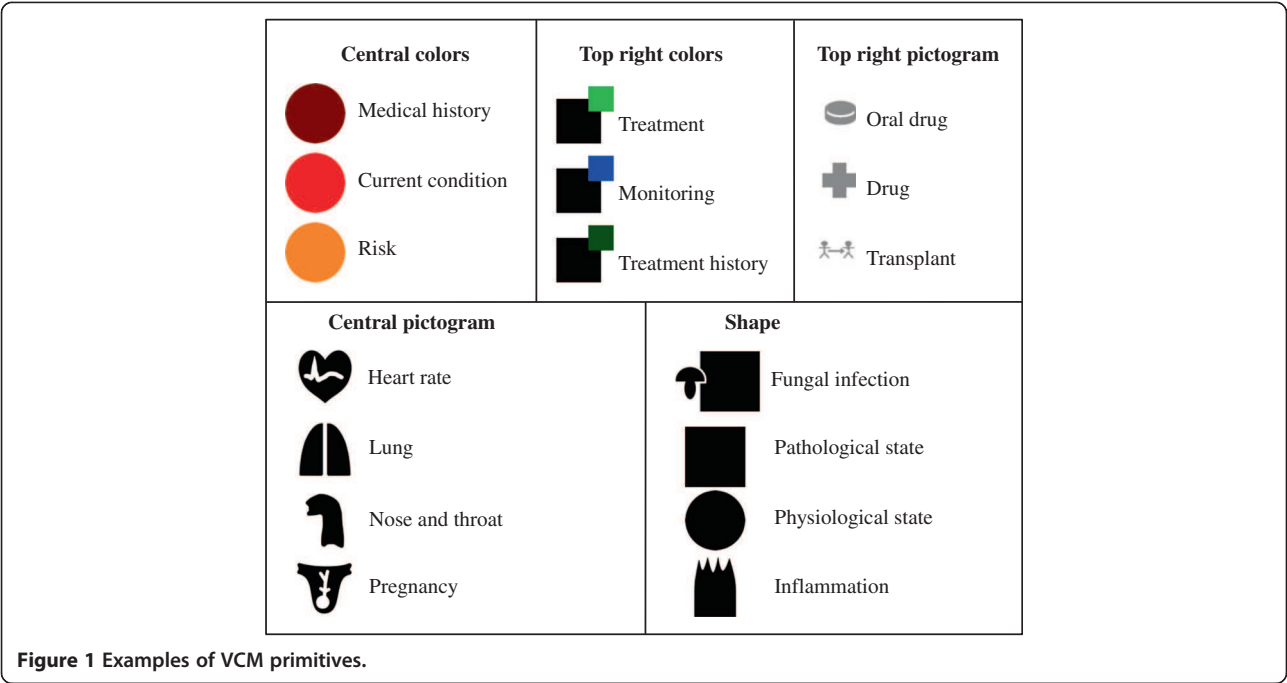 Central colors
Medical history
Current condition
Risk
Top right colors
Treatment
Monitoring
Treatment history
Top right pictogram
Oral drug
Drug
Transplant
Central pictogram
Heart rate
Lung
Nose and throat
Pregnancy
Shape
Fungal infection
Pathological state
Physiological state
Inflammation
Figure 1 Examples of VCM primitives.